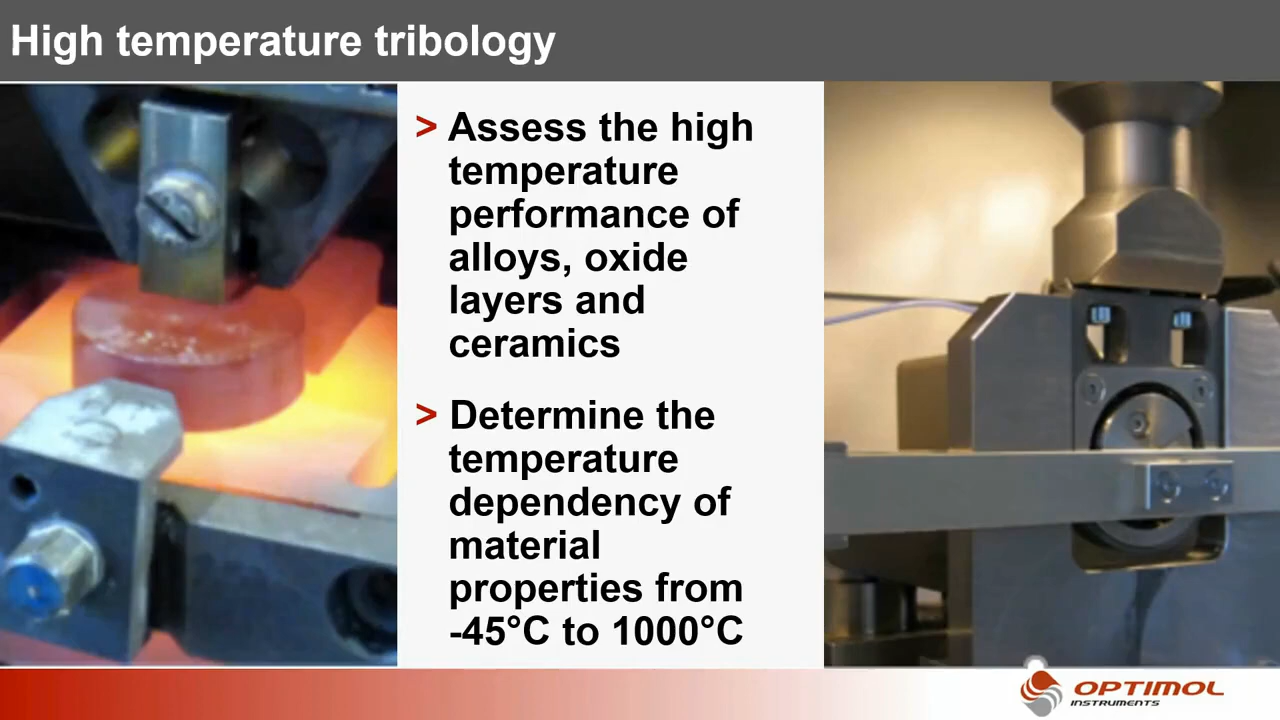 High temperature tribology
> Assess the high
temperature
performance of
alloys, oxide
layers and
ceramics
> Determine the
temperature
dependency of
material
properties from
-45°C to 1000°C
OPTIMOL
INSTRUMENTS